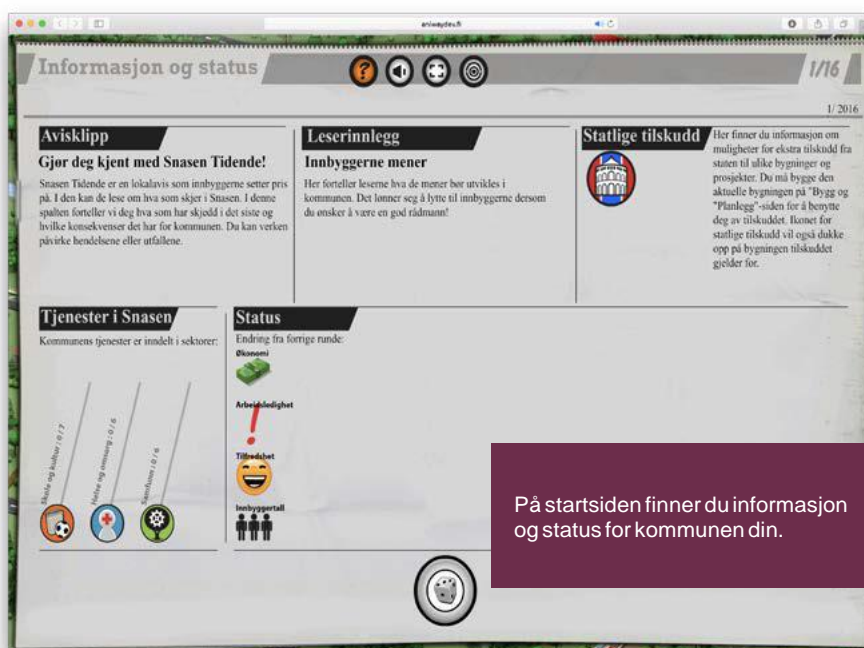 aniwaydev.fi
Informasjon og status
?
1/16
1/ 2016
Avisklipp
Gjør deg kjent med Snasen Tidende!
Snasen Tidende er en lokalavis som innbyggerne setter pris
på. I den kan de lese om hva som skjer i Snasen. I denne
spalten forteller vi deg hva som har skjedd i det siste og
hvilke konsekvenser det har for kommunen. Du kan verken
påvirke hendelsene eller utfallene.
Leserinnlegg
Innbyggerne mener
Her forteller leserne hva de mener bør utvikles i
kommunen. Det lønner seg å lytte til innbyggerne dersom
du ønsker å være en god rådmann!
Statlige tilskudd
Her finner du informasjon om
muligheter for ekstra tilskudd fra
staten til ulike bygninger og
prosjekter. Du må bygge den
aktuelle bygningen på "Bygg og
"Planlegg"-siden for å benytte
deg av tilskuddet. Ikonet for
statlige tilskudd vil også dukke
opp på bygningen tilskuddet
gjelder for.
Tjenester i Snasen
Kommunens tjenester er inndelt i sektorer:
Skole og kultur: 0 / 7
Helse og omsorg: 0 / 6
Samfunn: 0 / 6
Status
Endring fra forrige runde:
Økonomi
Arbeidsledighet
Tilfredshet
Innbyggertall
På startsiden finner du informasjon
og status for kommunen din.